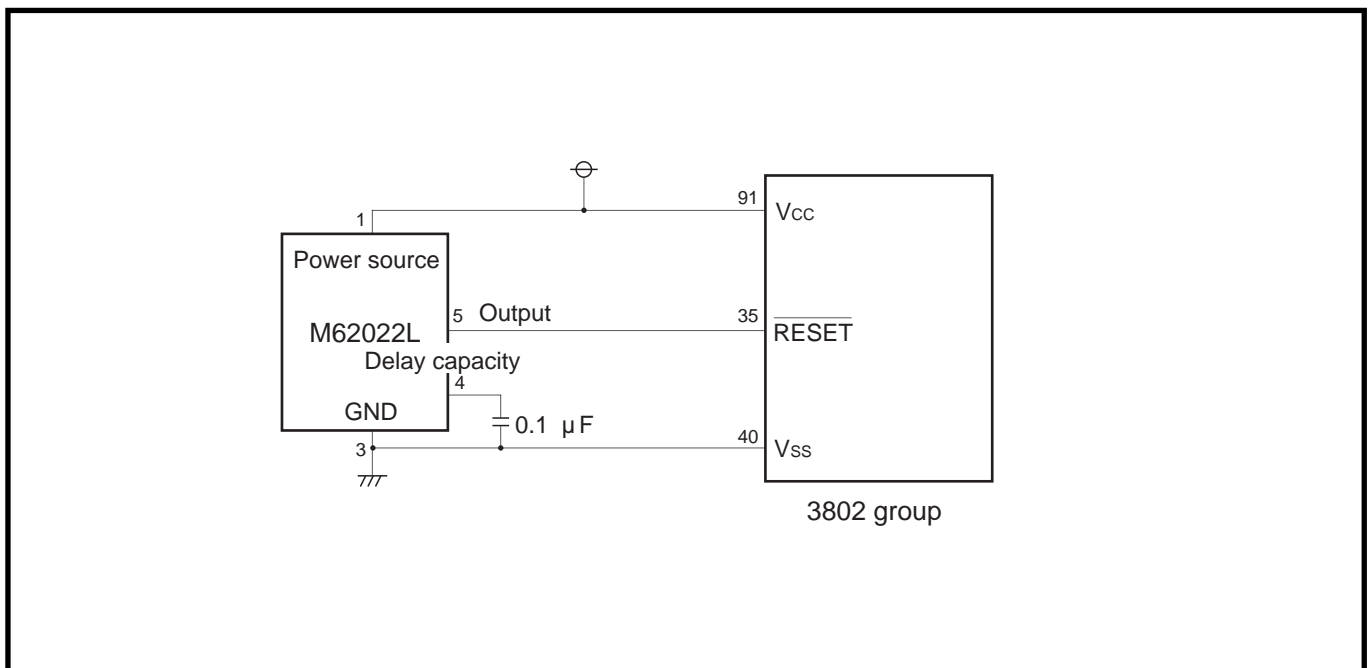 91
VCC
1
Power source
5 Output
35
RESET
M62022L
Delay capacity
4
GND
0.1 µF
3
40
VSS
3802 group